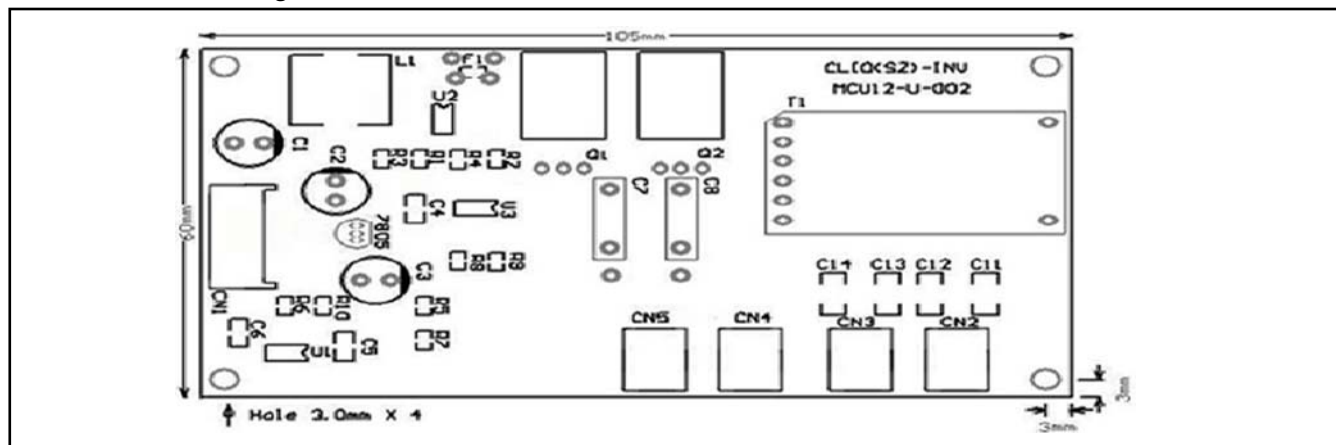 105mm
L1
F1
CL(QCS2)-INV
MCU12-U-002
T1
U2
C1
C2
R3
R1
R4
R2
Q1
Q2
C7
C8
60mm
C4
U3
7805
R8
R9
C3
C14
C13
C12
C11
CN1
R6
R10
R5
CN5
CN4
CN3
CN2
C6
U1
C5
R7
3mm
Hole 3.0mm X 4
3mm